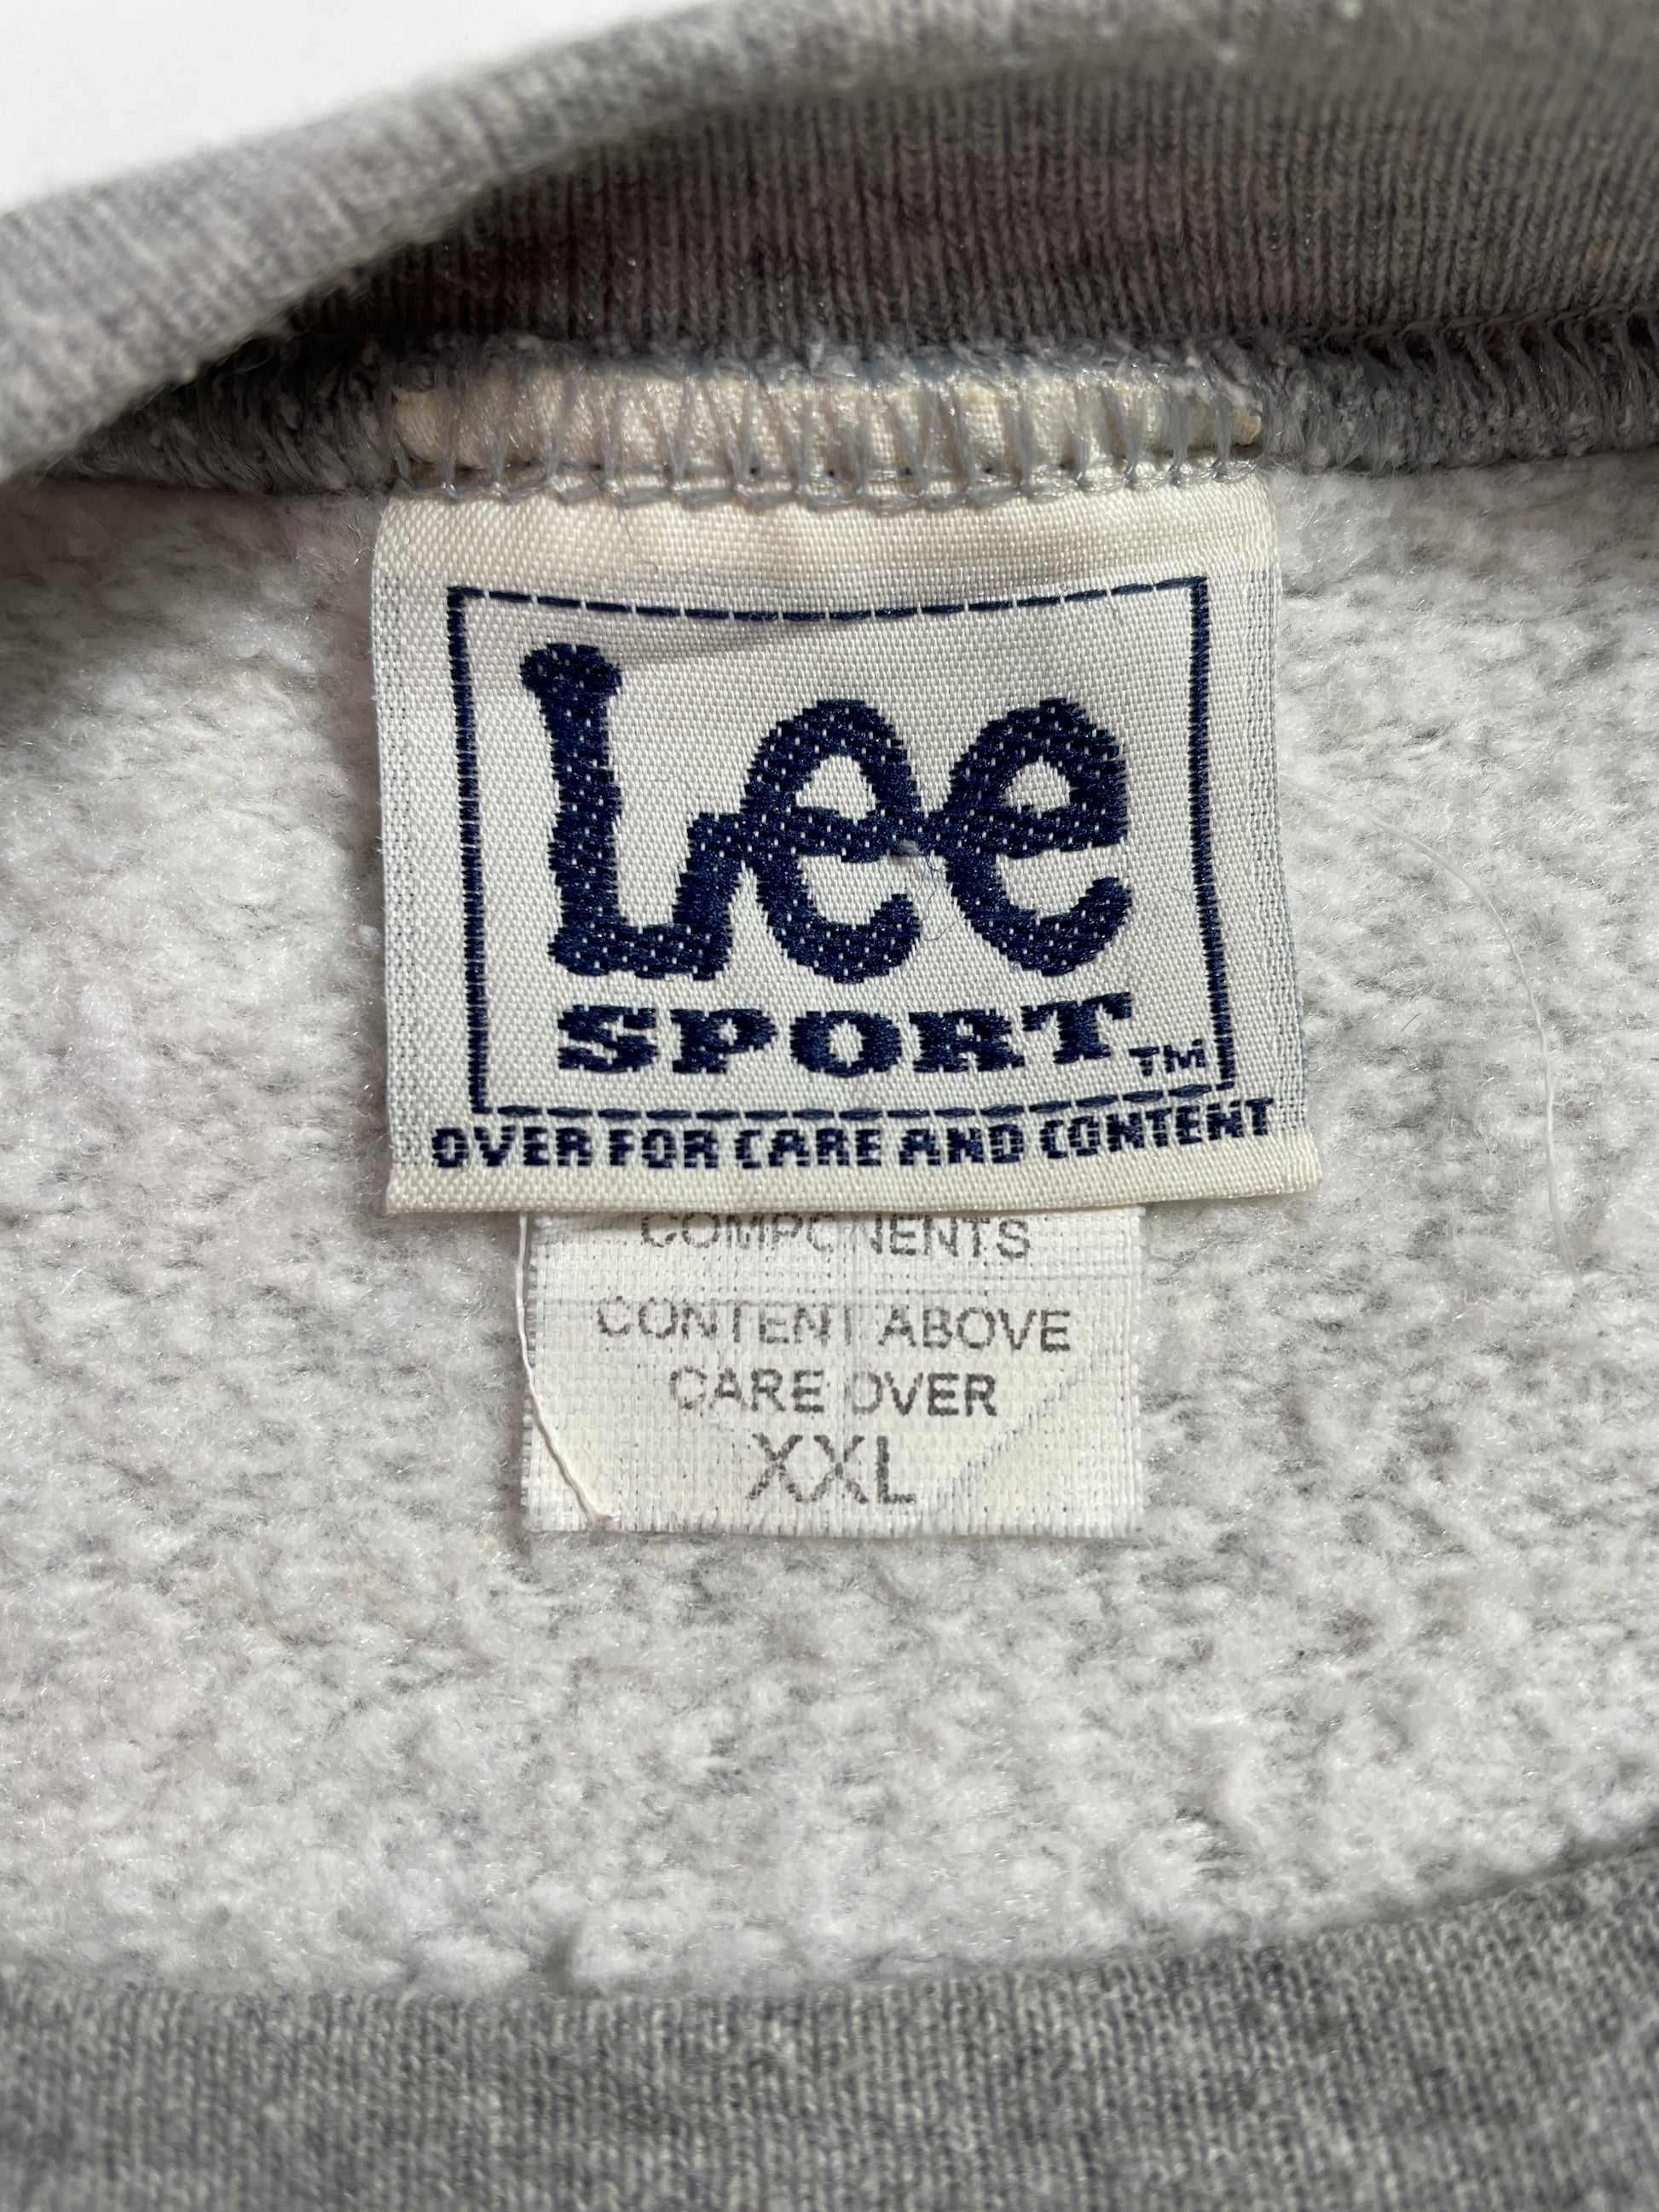 Lee
SPORT TM
OVER FOR CARE AND CONTENT
COMPONENTS
CONTENT ABOVE
CARE OVER
XXL